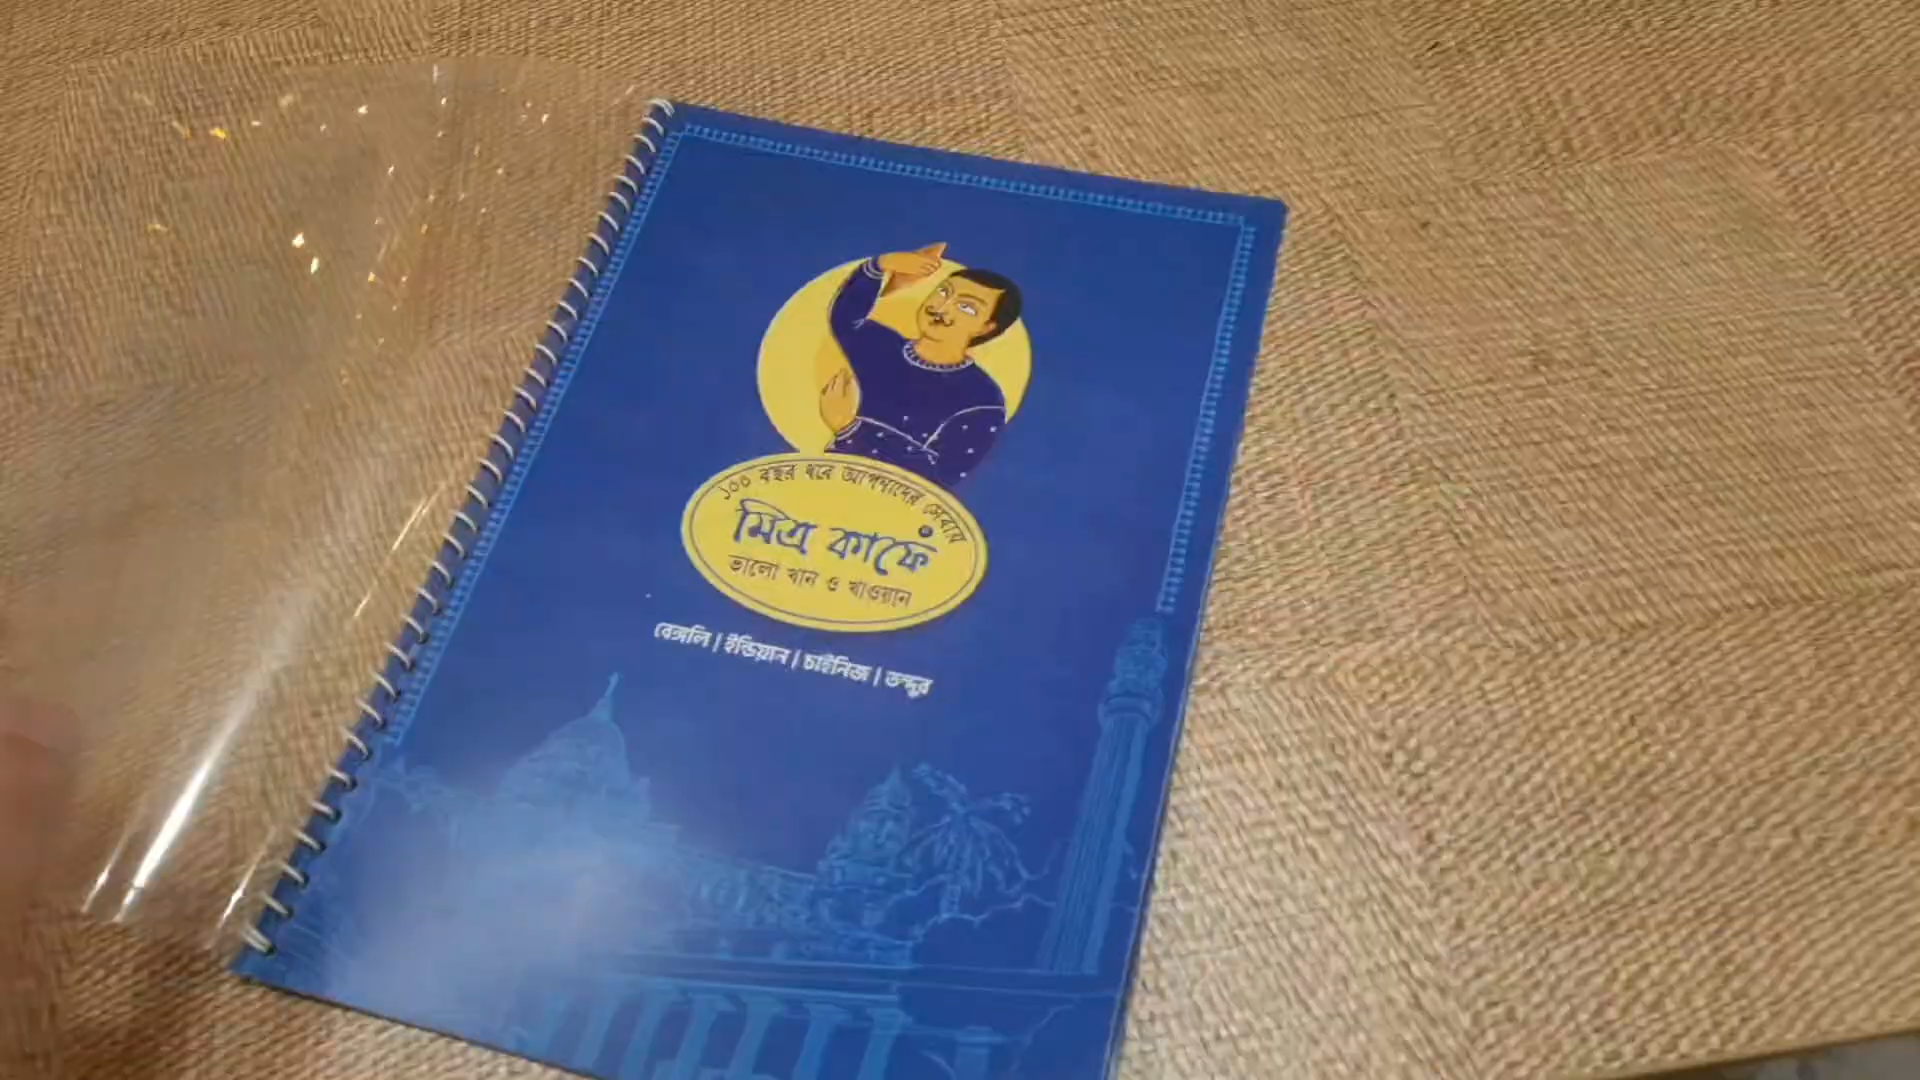 ১০০ বছর ধরে আপনাদের সেবায়
মিত্র কাফে
ভালো খান ও খাওয়ান
বেঙ্গলি | ইন্ডিয়ান | চাইনিজ | তন্দুর